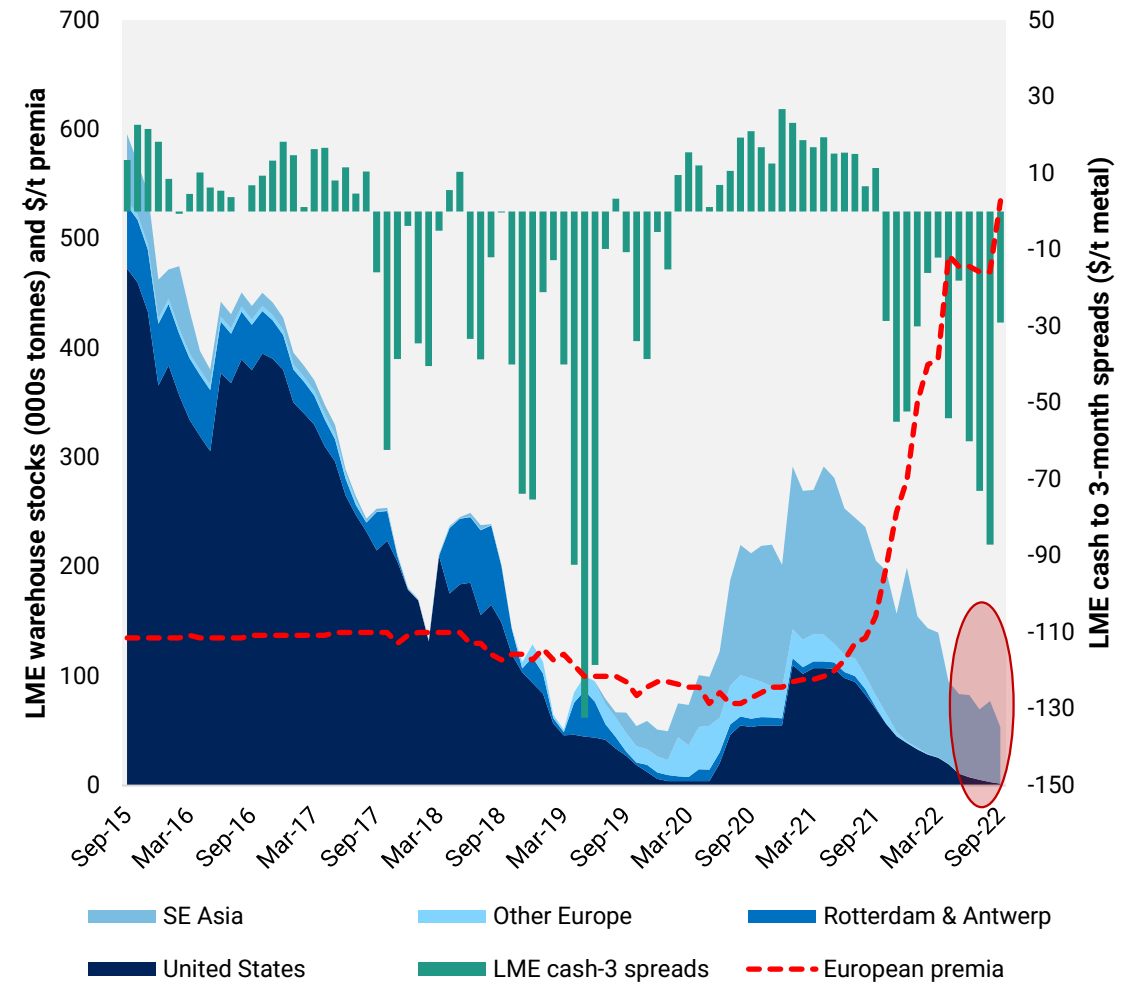 LME warehouse stocks (000s tonnes) and $/t premia
700
600
500
400
300
200
100
0
50
30
10
-10
-30
-50
-70
-90
-110
-130
-150
LME cash to 3-month spreads ($/t metal)
Sep-15
Mar-16
Sep-16
Mar-17
Sep-17
Mar-18
Sep-18
Mar-19
Sep-19
Mar-20
Sep-20
Mar-21
Sep-21
Mar-22
Sep-22
SE Asia
Other Europe
Rotterdam & Antwerp
United States
LME cash-3 spreads
European premia